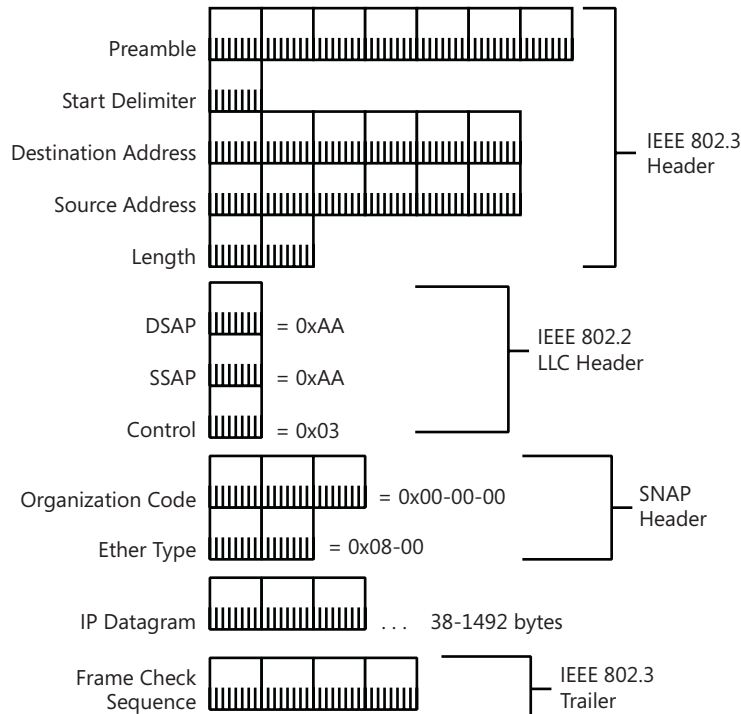 Preamble
Start Delimiter
Destination Address
IEEE 802.3
Header
Source Address
Length
DSAP = 0xAA
IEEE 802.2
LLC Header
SSAP = 0xAA
Control = 0x03
Organization Code = 0x00-00-00
SNAP
Header
Ether Type = 0x08-00
IP Datagram ... 38-1492 bytes
Frame Check
Sequence
IEEE 802.3
Trailer